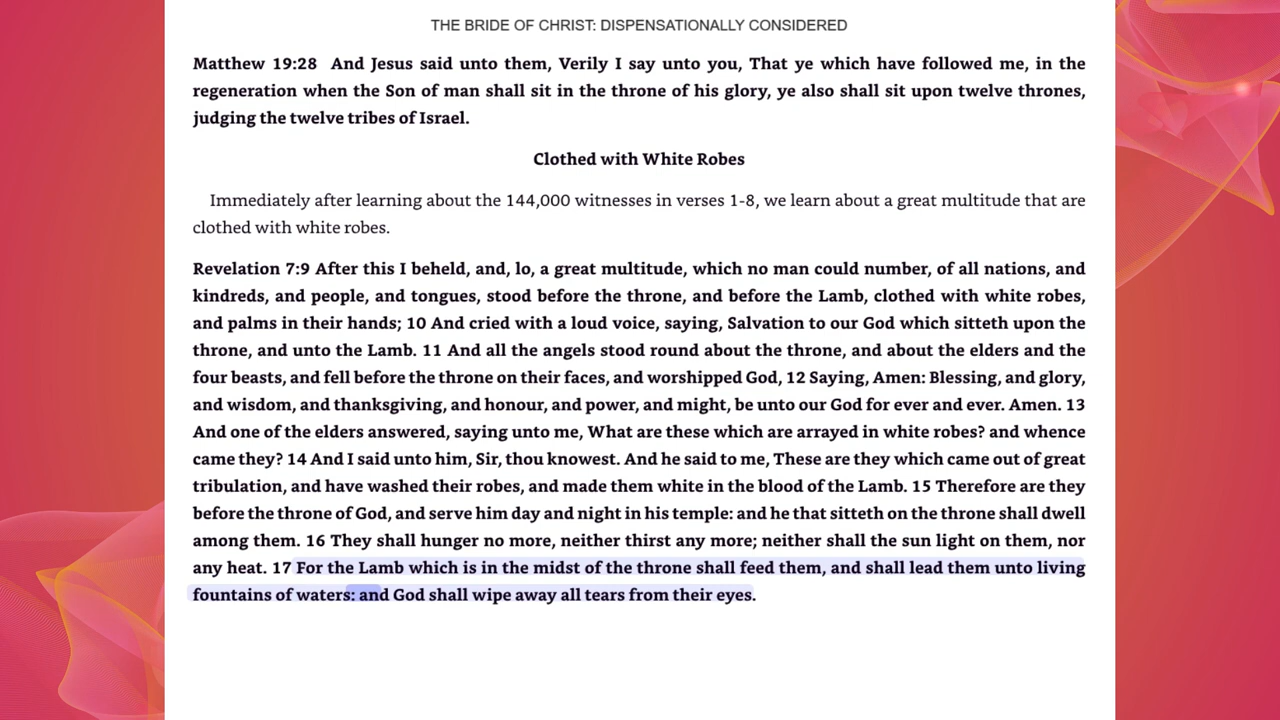 THE BRIDE OF CHRIST: DISPENSATIONALLY CONSIDERED
Matthew 19:28 And Jesus said unto them, Verily I say unto you, That ye which have followed me, in the
regeneration when the Son of man shall sit in the throne of his glory, ye also shall sit upon twelve thrones,
judging the twelve tribes of Israel.
Clothed with White Robes
Immediately after learning about the 144,000 witnesses in verses 1-8, we learn about a great multitude that are
clothed with white robes.
Revelation 7:9 After this I beheld, and, lo, a great multitude, which no man could number, of all nations, and
kindreds, and people, and tongues, stood before the throne, and before the Lamb, clothed with white robes,
and palms in their hands; 10 And cried with a loud voice, saying, Salvation to our God which sitteth upon the
throne, and unto the Lamb. 11 And all the angels stood round about the throne, and about the elders and the
four beasts, and fell before the throne on their faces, and worshipped God, 12 Saying, Amen: Blessing, and glory,
and wisdom, and thanksgiving, and honour, and power, and might, be unto our God for ever and ever. Amen. 13
And one of the elders answered, saying unto me, What are these which are arrayed in white robes? and whence
came they? 14 And I said unto him, Sir, thou knowest. And he said to me, These are they which came out of great
tribulation, and have washed their robes, and made them white in the blood of the Lamb. 15 Therefore are they
before the throne of God, and serve him day and night in his temple: and he that sitteth on the throne shall dwell
among them. 16 They shall hunger no more, neither thirst any more; neither shall the sun light on them, nor
any heat. 17 For the Lamb which is in the midst of the throne shall feed them, and shall lead them unto living
fountains of waters: and God shall wipe away all tears from their eyes.